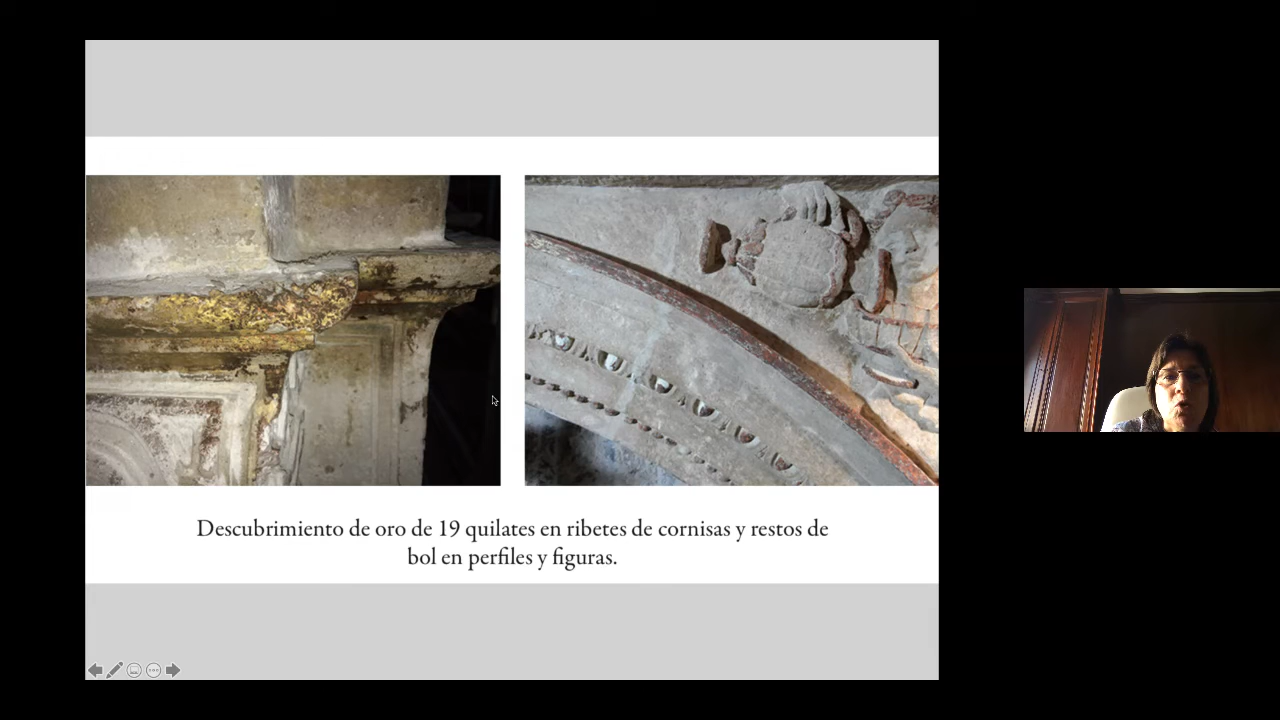 Descubrimiento de oro de 19 quilates en ribetes de cornisas y restos de
bol en perfiles y figuras.